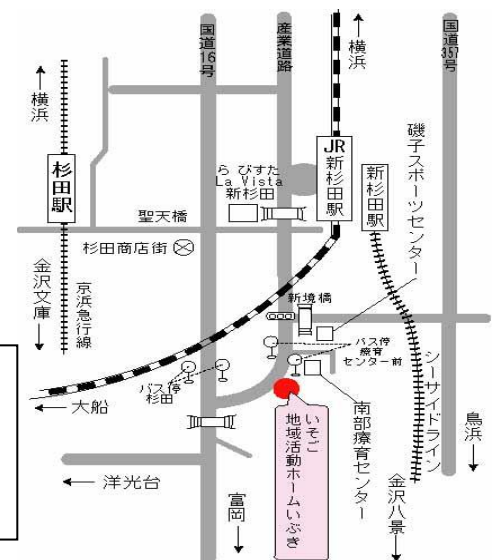 国道16号
産業道路
国道357号
横浜
横浜
杉田駅
らびすた
La Vista
新杉田
JR
新杉田駅
新杉田駅
磯子スポーツセンター
聖天橋
杉田商店街
金沢文庫
京浜急行線
新境橋
バス停
療育
センター前
バス停
杉田
大船
シーサイドライン
鳥浜
南部療育センター
いそご
地域活動ホームいぶき
洋光台
富岡
金沢八景